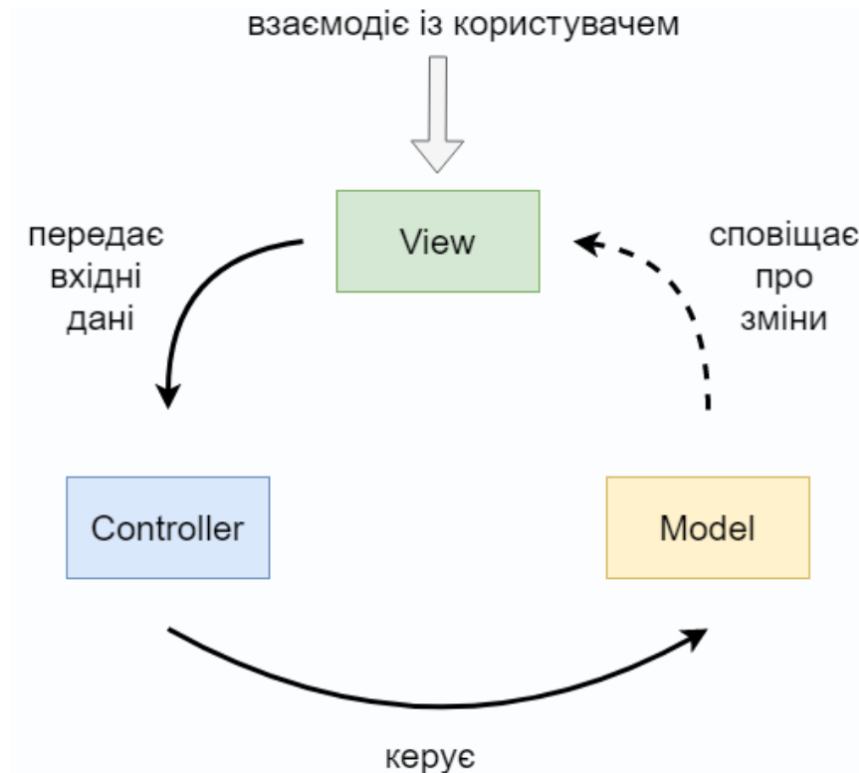 взаємодіє із користувачем
View
передає
вхідні
дані
сповіщає
про
зміни
Controller
Model
керує